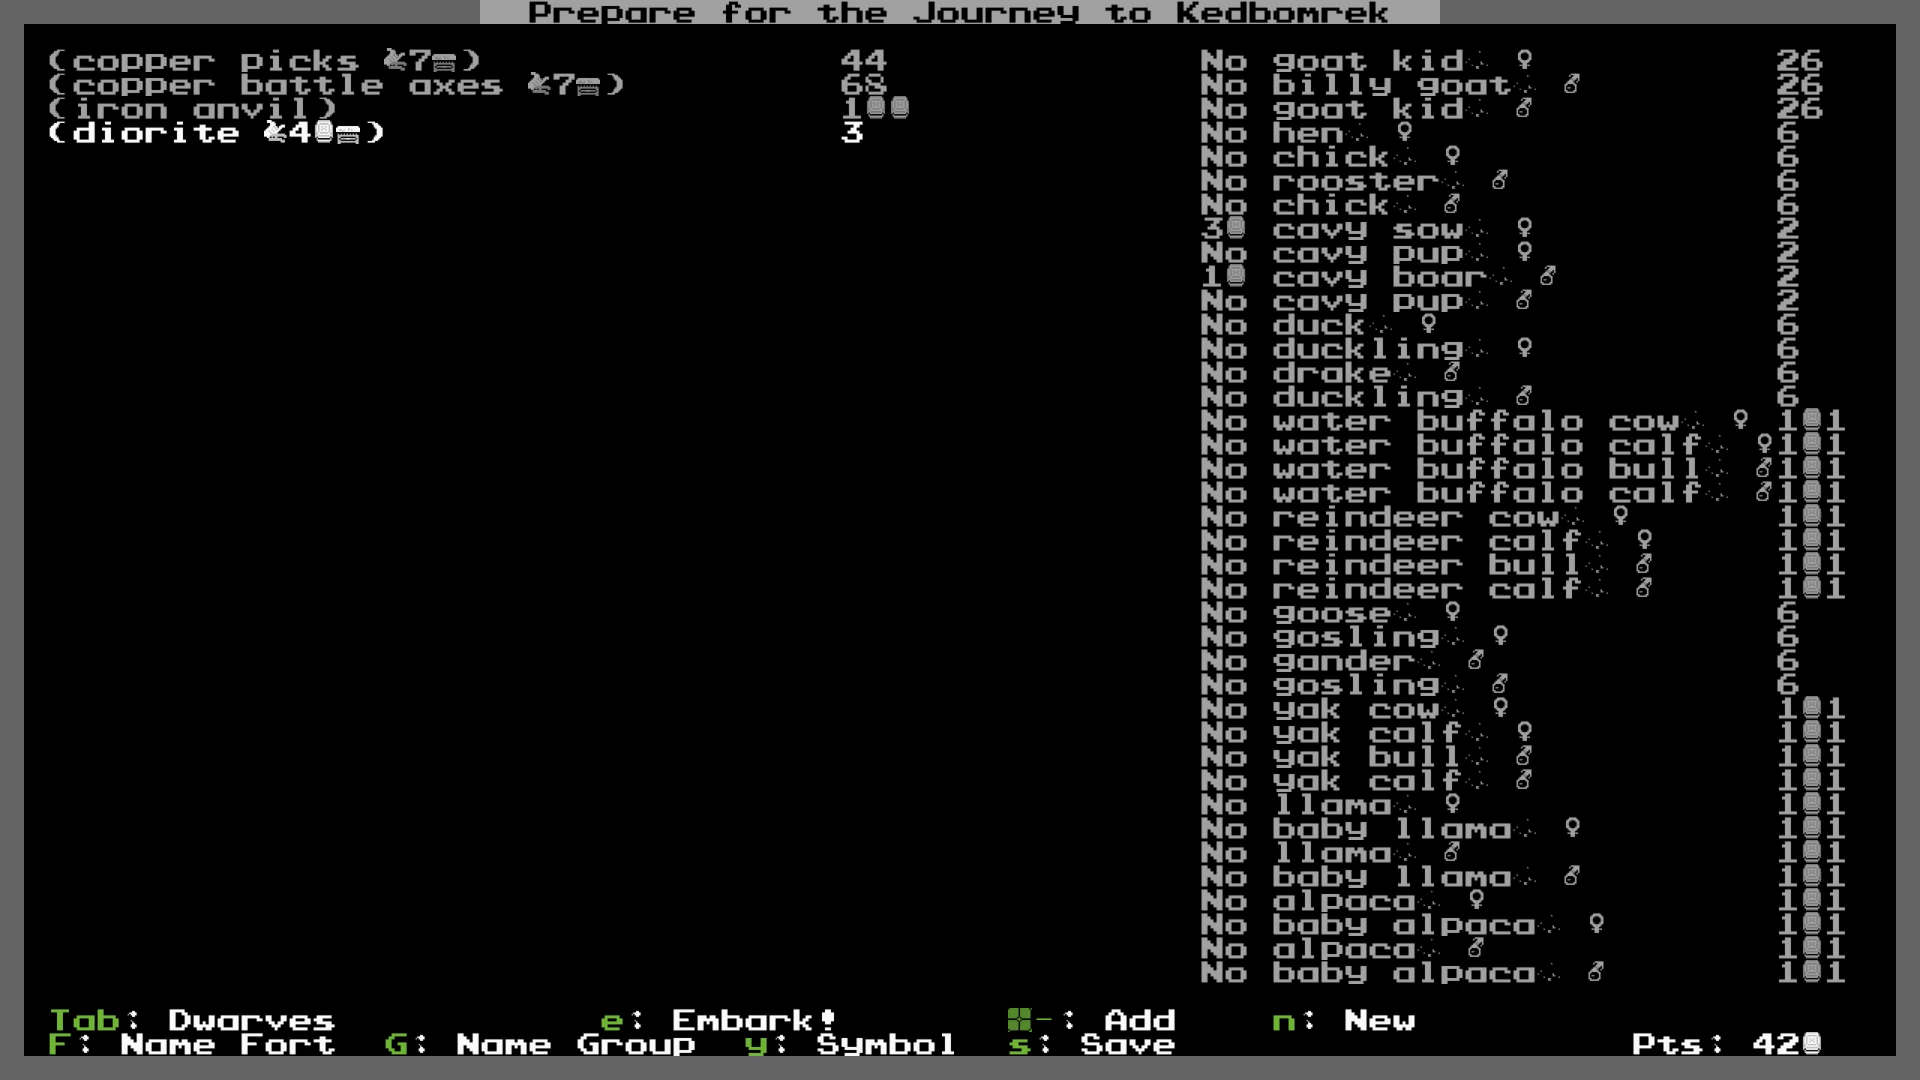 Prepare for the Journey to Kedbomrek
(copper picks 7) 44
(copper battle axes 7) 68
(iron anvil) 100
(diorite 40) 3
No goat kid ♀ 26
No billy goat ♂ 26
No goat kid ♂ 26
No hen ♀ 6
No chick ♀ 6
No rooster ♂ 6
No chick ♂ 6
30 cavy sow ♀ 2
No cavy pup ♀ 2
10 cavy boar ♂ 2
No cavy pup ♂ 2
No duck ♀ 6
No duckling ♀ 6
No drake ♂ 6
No duckling ♂ 6
No water buffalo cow ♀ 101
No water buffalo calf ♀ 101
No water buffalo bull ♂ 101
No water buffalo calf ♂ 101
No reindeer cow ♀ 101
No reindeer calf ♀ 101
No reindeer bull ♂ 101
No reindeer calf ♂ 101
No goose ♀ 6
No gosling ♀ 6
No gander ♂ 6
No gosling ♂ 6
No yak cow ♀ 101
No yak calf ♀ 101
No yak bull ♂ 101
No yak calf ♂ 101
No llama ♀ 101
No baby llama ♀ 101
No llama ♂ 101
No baby llama ♂ 101
No alpaca ♀ 101
No baby alpaca ♀ 101
No alpaca ♂ 101
No baby alpaca ♂ 101
Tab: Dwarves e: Embark! -: Add n: New
F: Name Fort G: Name Group y: Symbol s: Save Pts: 420